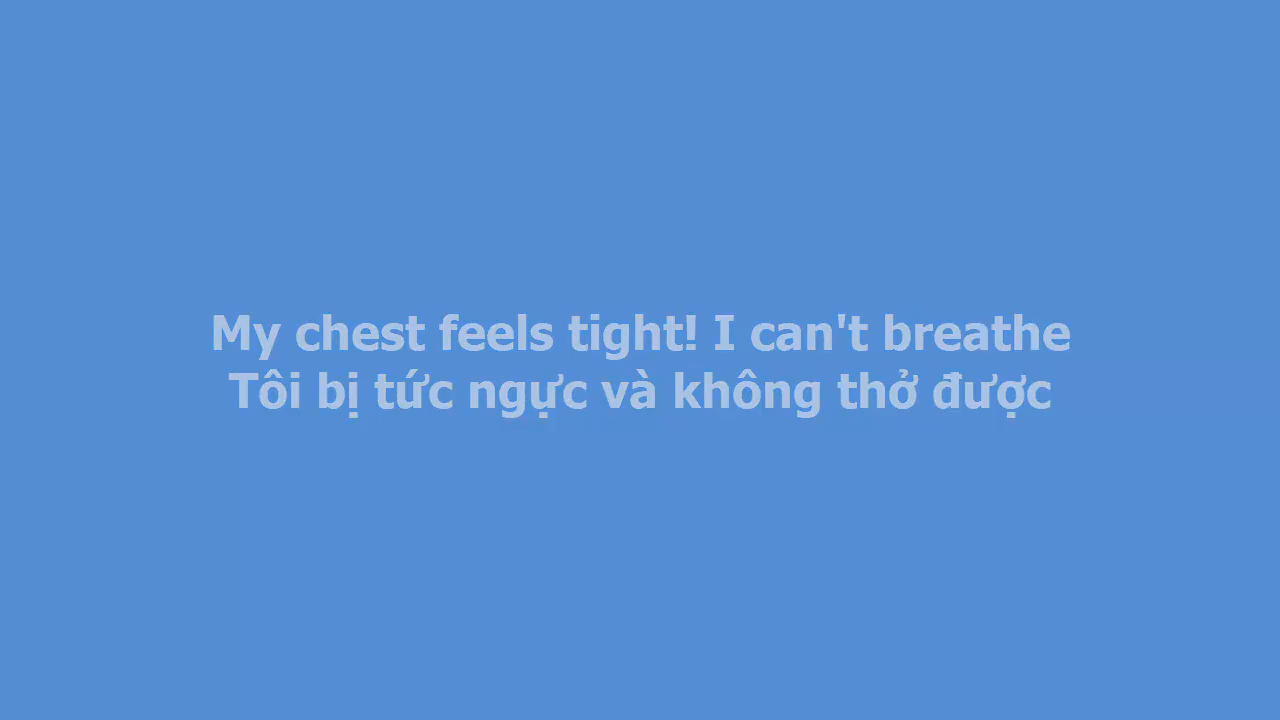 My chest feels tight! I can't breathe
Tôi bị tức ngực và không thở được